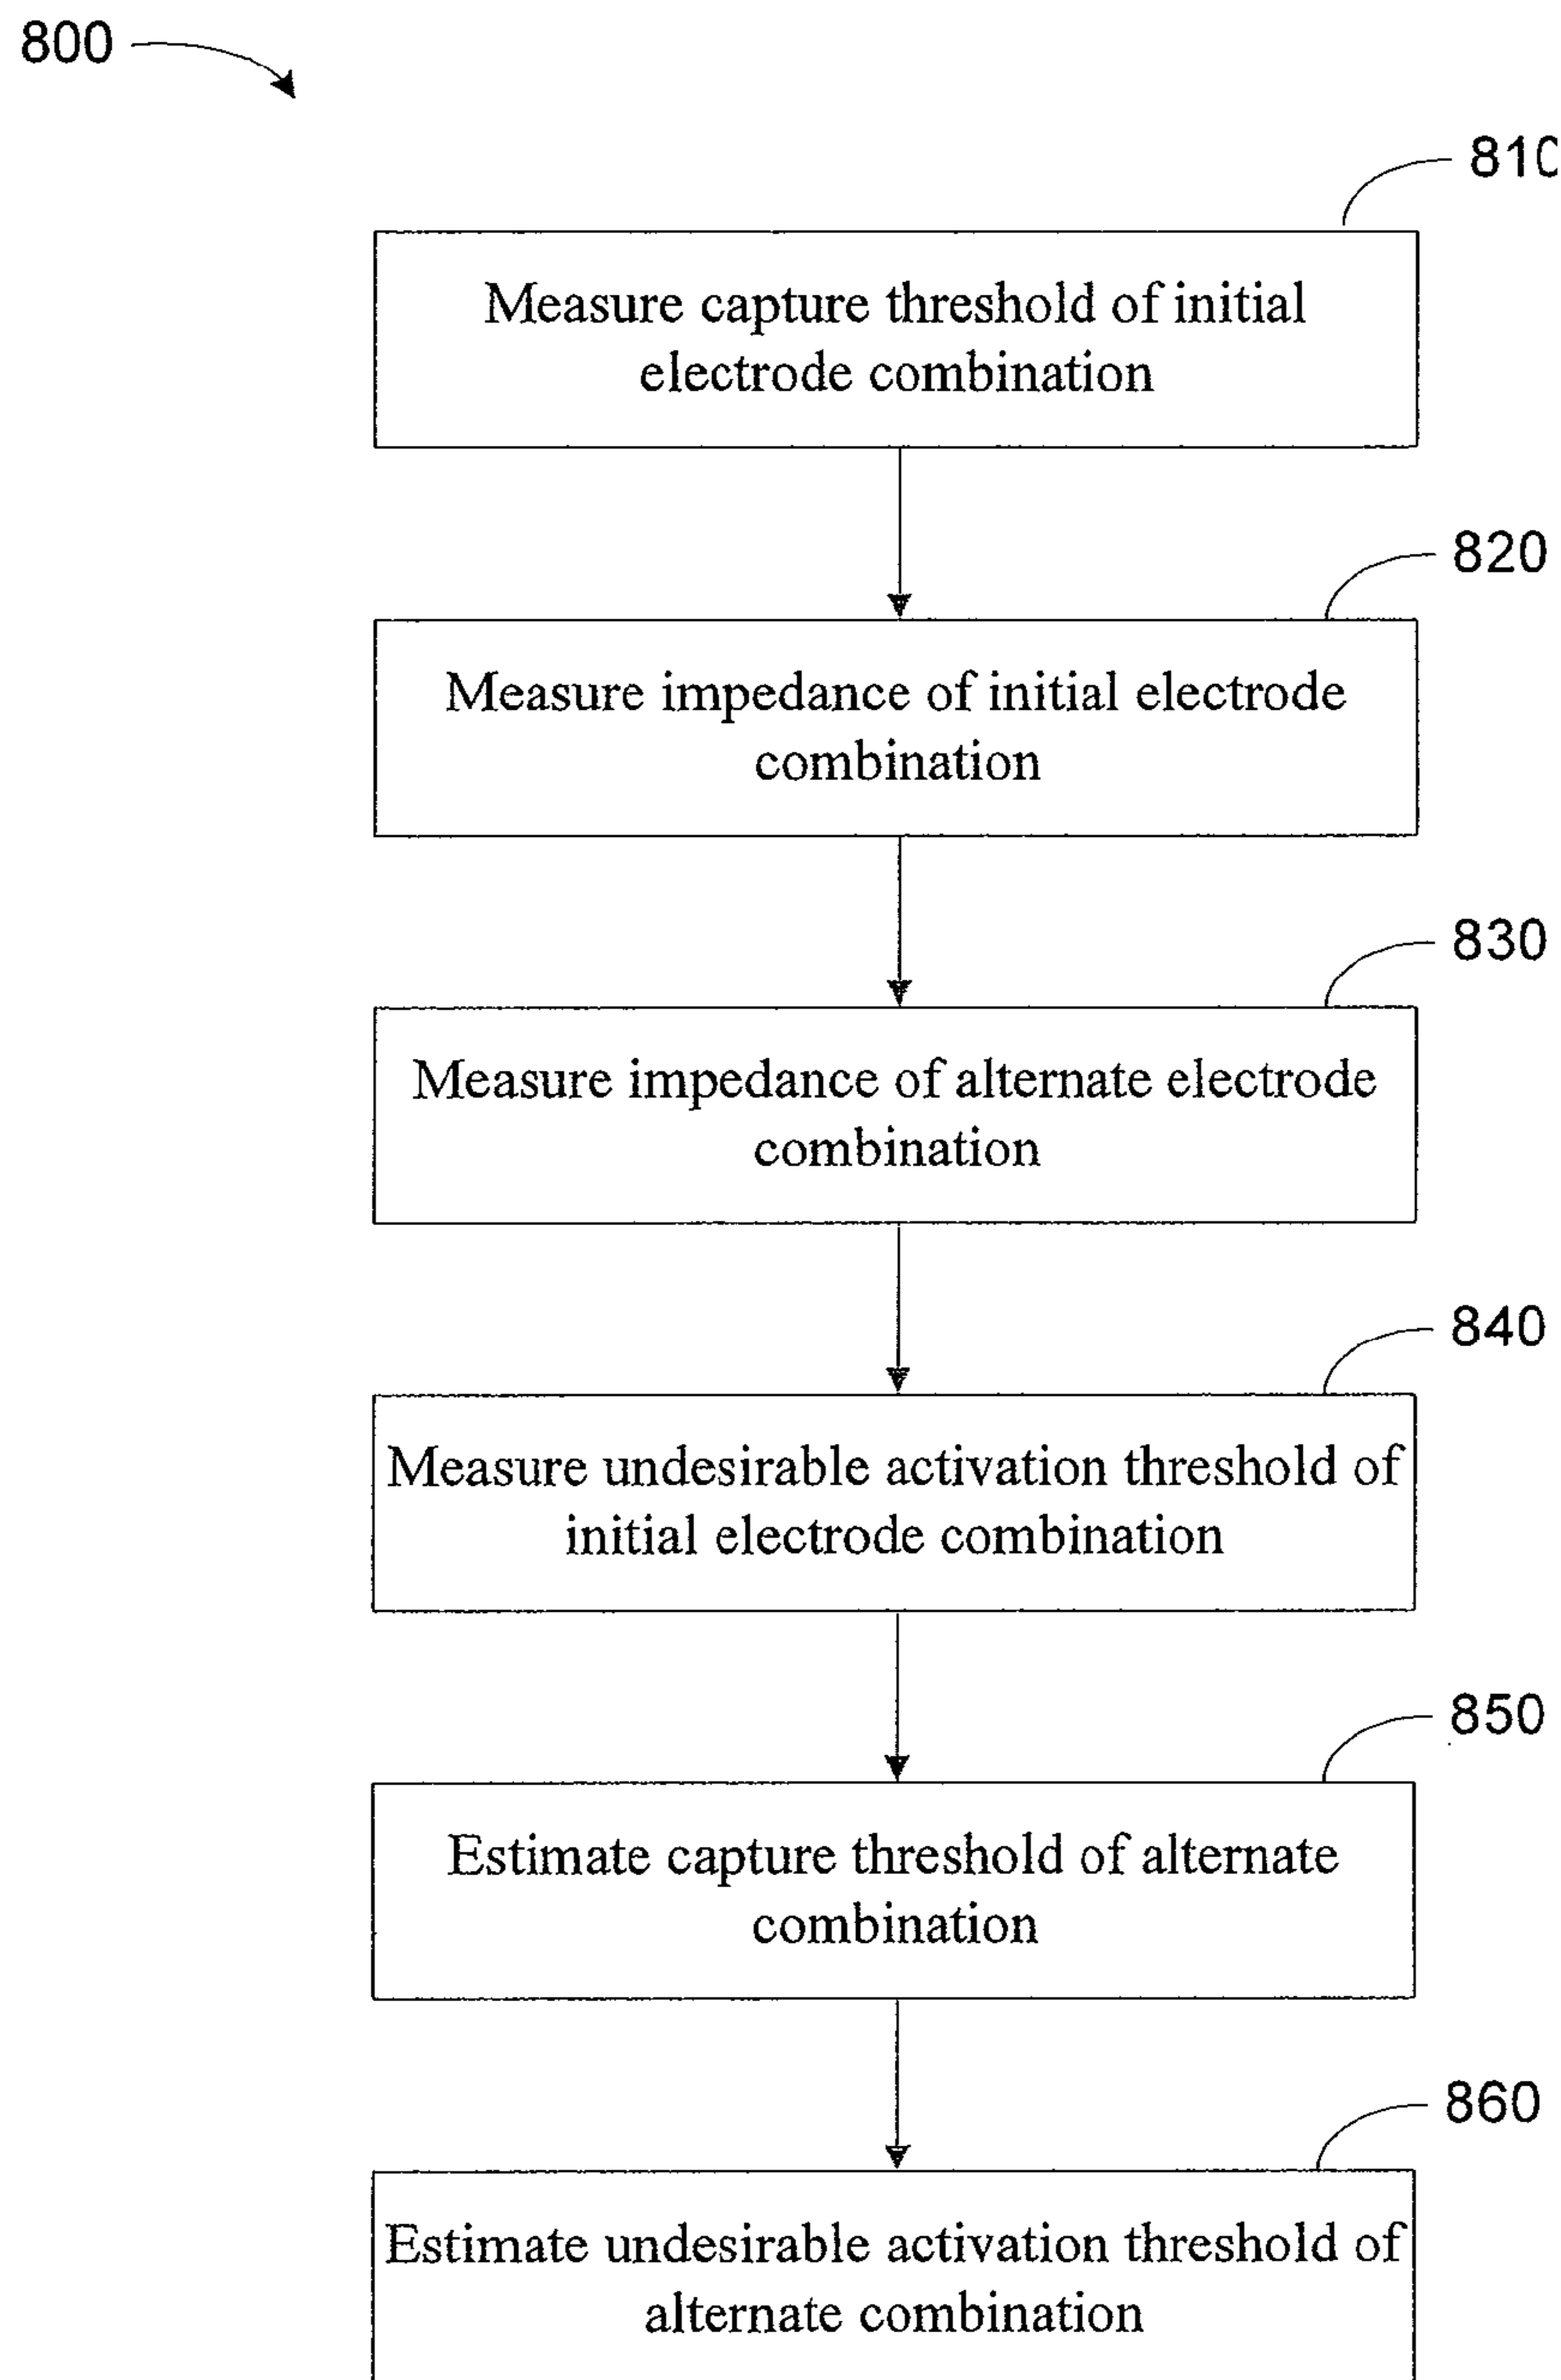 800
810
Measure capture threshold of initial
electrode combination
820
Measure impedance of initial electrode
combination
830
Measure impedance of alternate electrode
combination
840
Measure undesirable activation threshold of
initial electrode combination
850
Estimate capture threshold of alternate
combination
860
Estimate undesirable activation threshold of
alternate combination